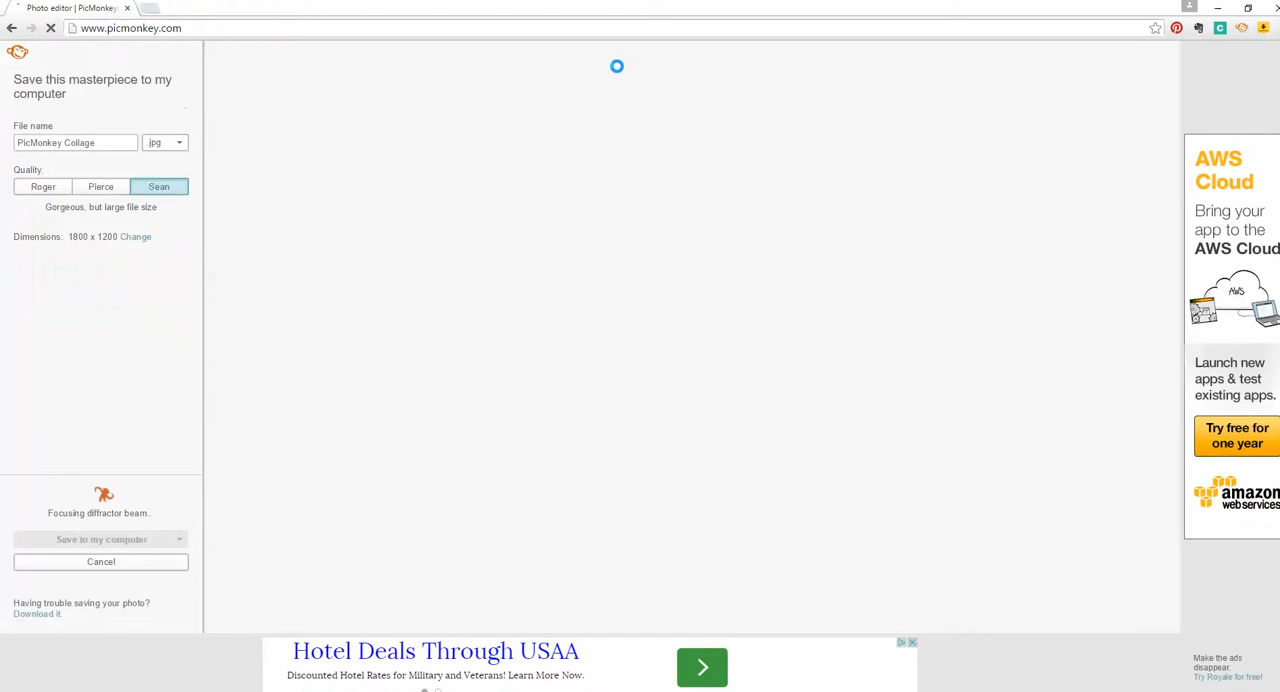 Photo editor | PicMonkey:
www.picmonkey.com
Save this masterpiece to my
computer
File name
PicMonkey Collage
jpg
Quality:
Roger
Pierce
Sean
Gorgeous, but large file size
Dimensions: 1800 x 1200 Change
Focusing diffractor beam..
Save to my computer
Cancel
Having trouble saving your photo?
Download it.
AWS
Cloud
Bring your
app to the
AWS Cloud
AWS
Launch new
apps & test
existing apps.
Try free for
one year
amazon
webservices
Hotel Deals Through USAA
Discounted Hotel Rates for Military and Veterans! Learn More Now.
Make the ads
disappear.
Try Royale for free!